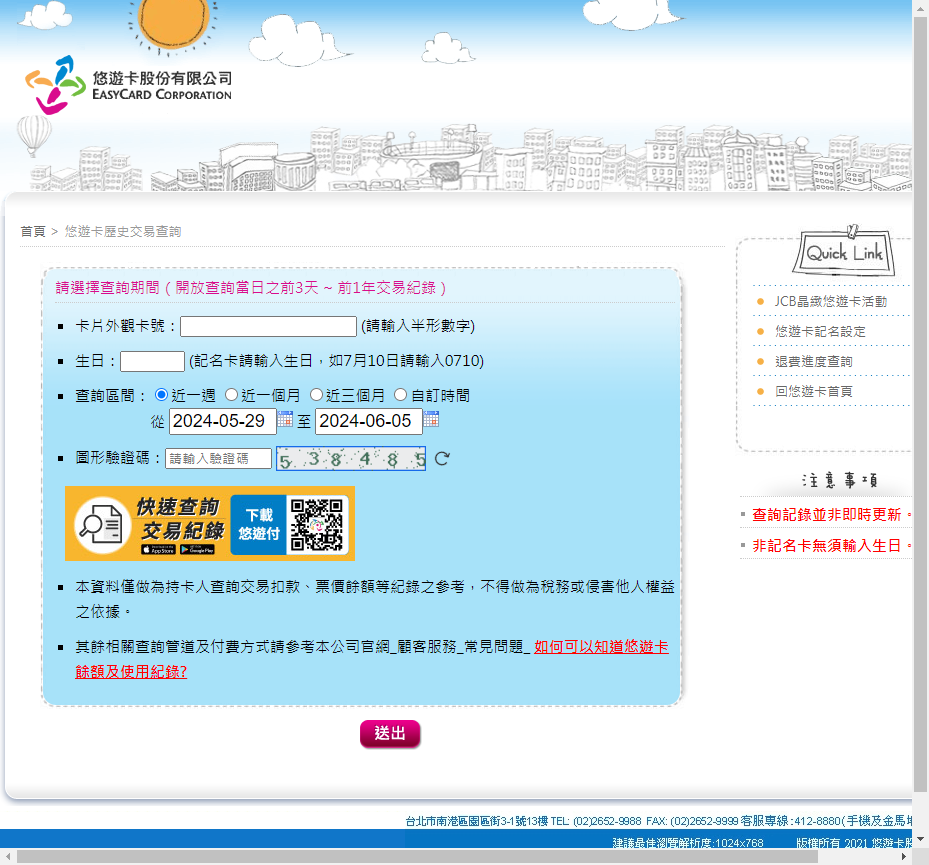 悠遊卡股份有限公司
EASYCARD CORPORATION
首頁 > 悠遊卡歷史交易查詢
請選擇查詢期間 ( 開放查詢當日之前3天 ~ 前1年交易紀錄 )
卡片外觀卡號： (請輸入半形數字)
生日： (記名卡請輸入生日，如7月10日請輸入0710)
查詢區間： 近一週 近一個月 近三個月 自訂時間
從 2024-05-29 至 2024-06-05
圖形驗證碼： 請輸入驗證碼 5 3 8 4 8 5
快速查詢
交易紀錄
App Store Google Play
下載
悠遊付
本資料僅做為持卡人查詢交易扣款、票價餘額等紀錄之參考，不得做為稅務或侵害他人權益
之依據。
其餘相關查詢管道及付費方式請參考本公司官網_顧客服務_常見問題_ 如何可以知道悠遊卡
餘額及使用紀錄?
送出
Quick Link
JCB晶緻悠遊卡活動
悠遊卡記名設定
退費進度查詢
回悠遊卡首頁
注意事項
查詢記錄並非即時更新。
非記名卡無須輸入生日。
台北市南港區園區街3-1號13樓 TEL: (02)2652-9988 FAX: (02)2652-9999 客服專線:412-8880(手機及金馬
建議最佳瀏覽解析度:1024x768 版權所有 2021 悠遊卡